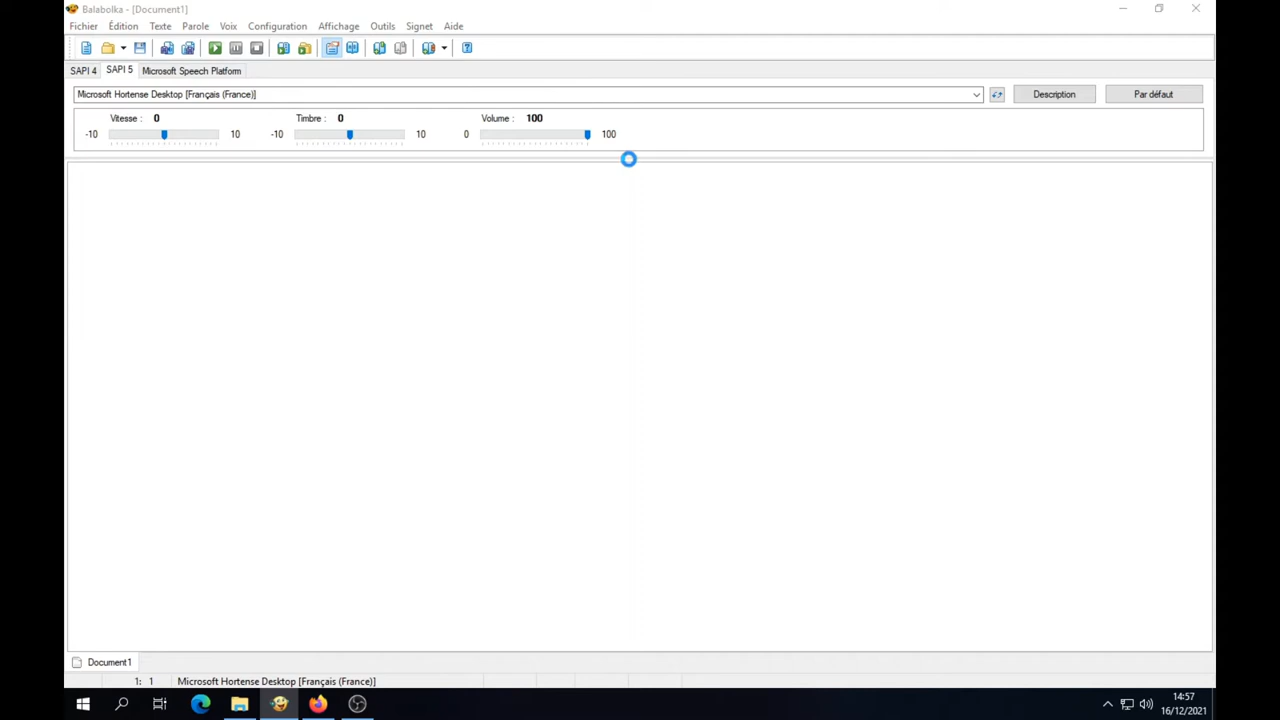 Balabolka - [Document1]
Fichier Édition Texte Parole Voix Configuration Affichage Outils Signet Aide
SAPI 4 SAPI 5 Microsoft Speech Platform
Microsoft Hortense Desktop [Français (France)] Description Par défaut
Vitesse : 0 Timbre : 0 Volume : 100
-10 10 -10 10 0 100
Document1
1: 1 Microsoft Hortense Desktop [Français (France)]
14:57
16/12/2021